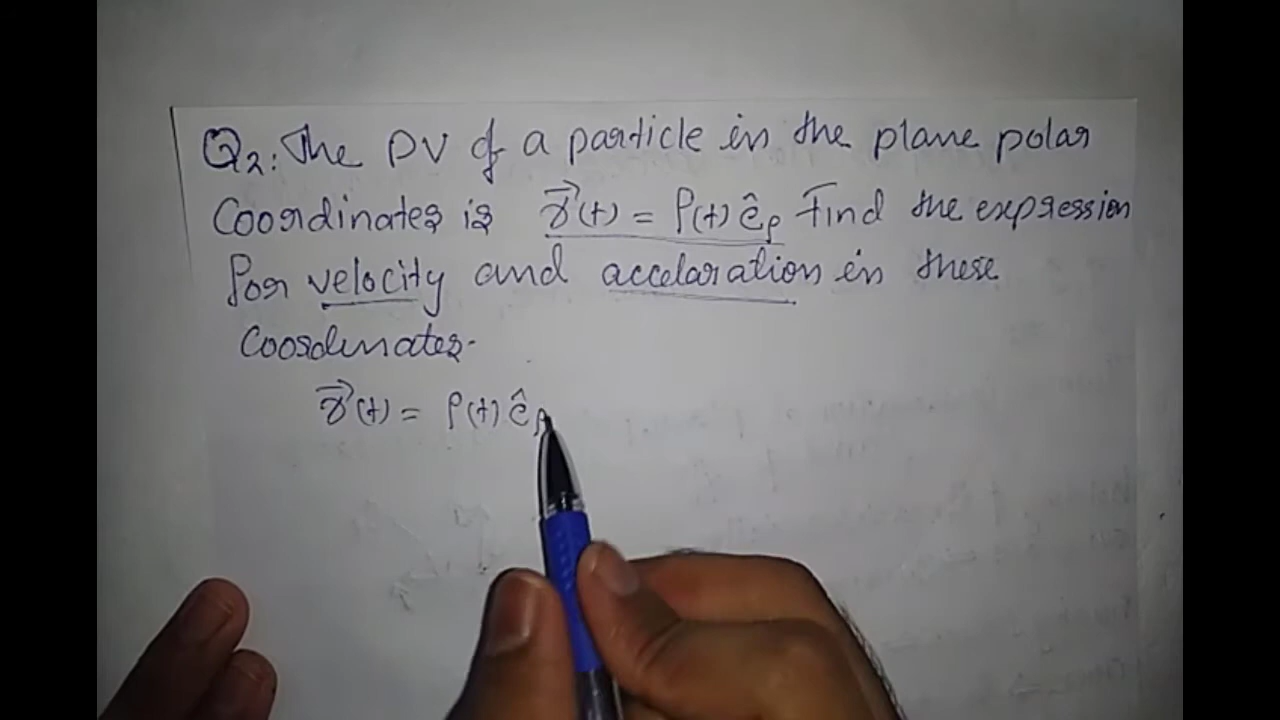 Q2: The PV of a particle in the plane polar
Coordinates is r⃗(t) = ρ(t) ê_ρ Find the expression
for velocity and accelaration in these
Coordinates.
r⃗(t) = ρ(t) ê_ρ